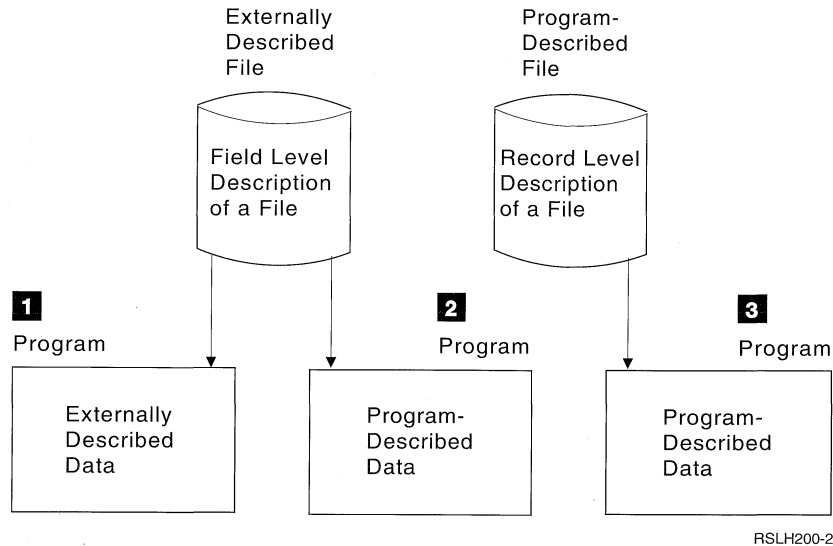 Externally
Described
File
Program-
Described
File
Field Level
Description
of a File
Record Level
Description
of a File
1
Program
2
Program
3
Program
Externally
Described
Data
Program-
Described
Data
Program-
Described
Data
RSLH200-2